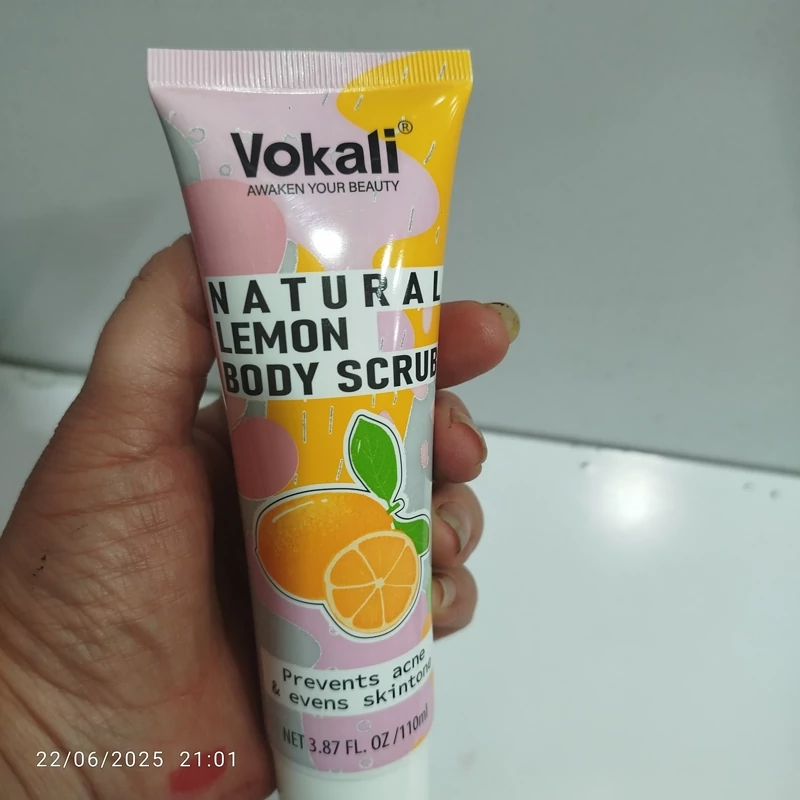 Vokali®
AWAKEN YOUR BEAUTY
NATURAL
LEMON
BODY SCRUB
Prevents acne
& evens skintone
NET 3.87 FL. OZ /110ml
22/06/2025 21:01